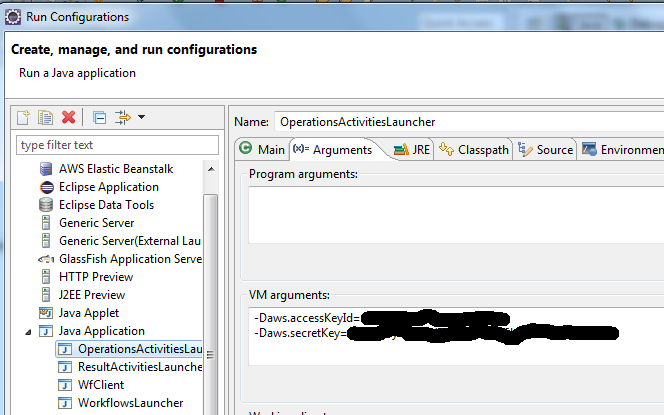 Run Configurations
Quick Access
Create, manage, and run configurations
Run a Java application
Name: OperationsActivitiesLauncher
type filter text
Main (x)= Arguments JRE Classpath Source Environmen
AWS Elastic Beanstalk
Eclipse Application
Eclipse Data Tools
Generic Server
Generic Server(External Lau
GlassFish Application Serve
HTTP Preview
J2EE Preview
Java Applet
Java Application
OperationsActivitiesLau
ResultActivitiesLaunche
WfClient
WorkflowsLauncher
Program arguments:
VM arguments:
-Daws.accessKeyId=
-Daws.secretKey=